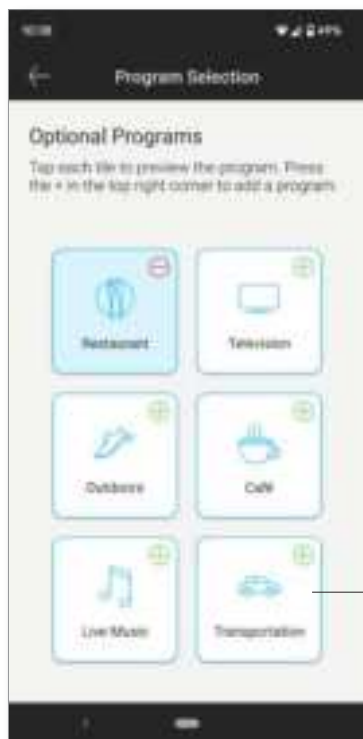 Program Selection
Optional Programs
Tap each tile to preview the program. Press
the + in the top right corner to add a program.
Restaurant
Television
Outdoors
Café
Live Music
Transportation